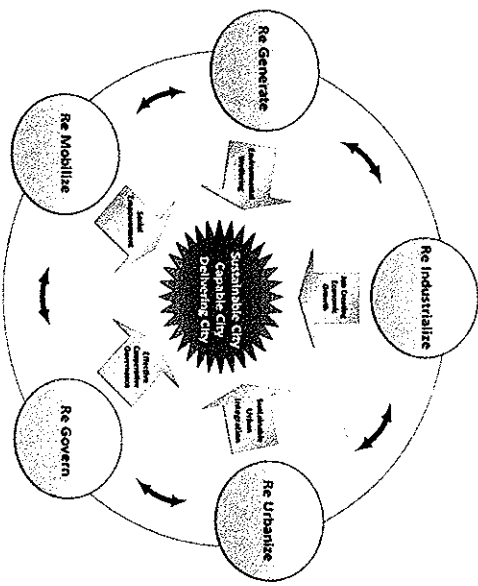 Re Industrialize
Job Creating
Economic
Growth
Re Generate
Environmental
Wellbeing
Sustainable
Urban
Integration
Re Urbanize
Sustainable City
Capable City
Delivering City
Re Mobilize
Social
Empowerment
Effective
Cooperative
Governance
Re Govern